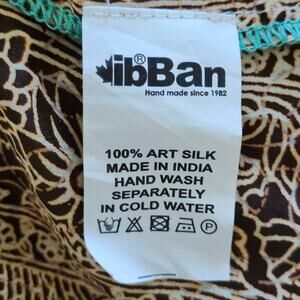 ibBan®
Hand made since 1982
100% ART SILK
MADE IN INDIA
HAND WASH
SEPARATELY
IN COLD WATER
P